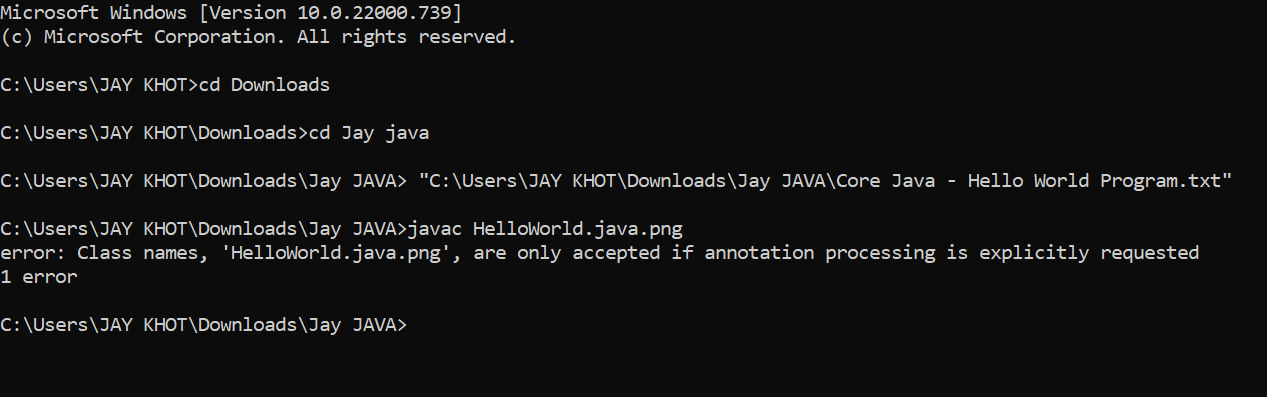 Microsoft Windows [Version 10.0.22000.739]
(c) Microsoft Corporation. All rights reserved.
C:\Users\JAY KHOT>cd Downloads
C:\Users\JAY KHOT\Downloads>cd Jay java
C:\Users\JAY KHOT\Downloads\Jay JAVA> "C:\Users\JAY KHOT\Downloads\Jay JAVA\Core Java - Hello World Program.txt"
C:\Users\JAY KHOT\Downloads\Jay JAVA>javac HelloWorld.java.png
error: Class names, 'HelloWorld.java.png', are only accepted if annotation processing is explicitly requested
1 error
C:\Users\JAY KHOT\Downloads\Jay JAVA>